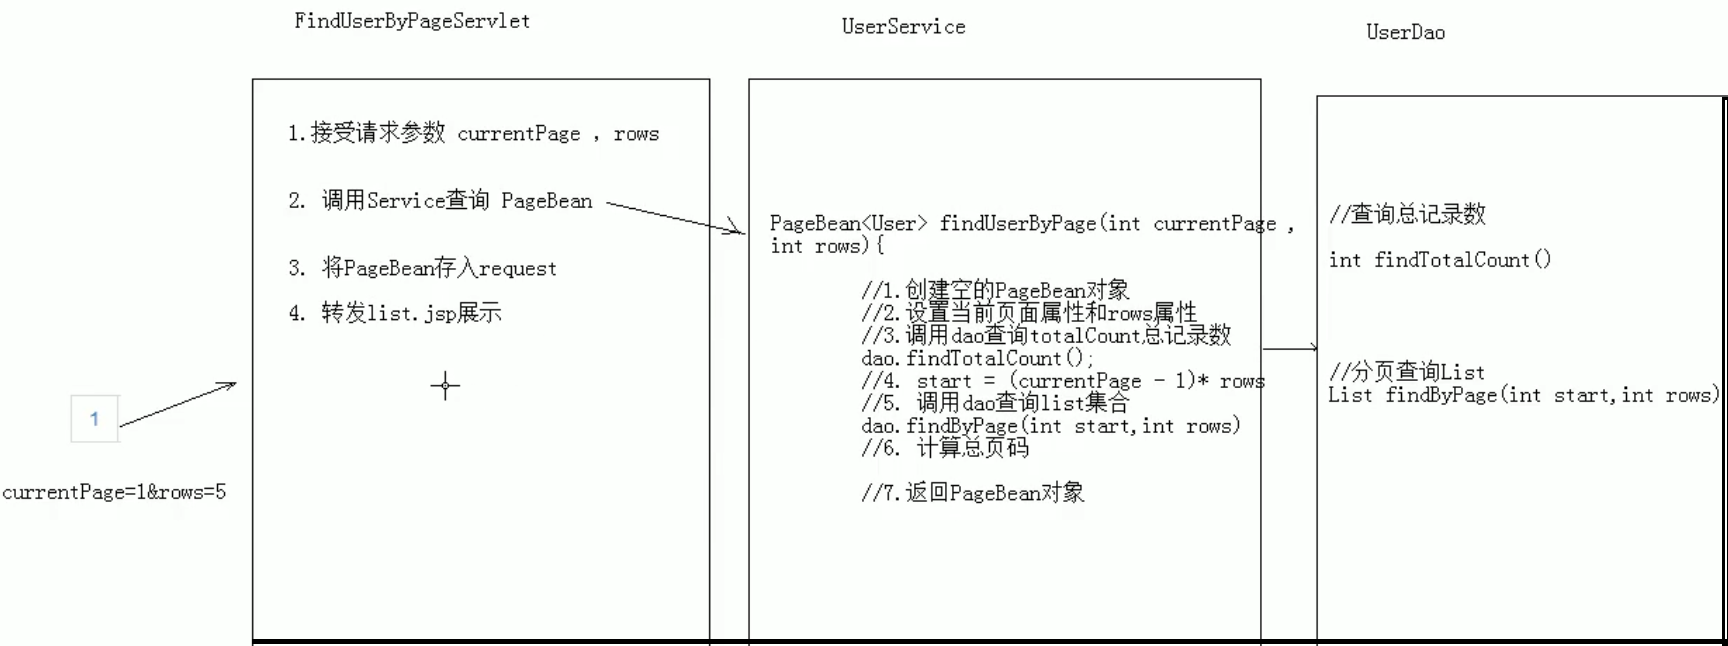 FindUserByPageServlet
UserService
UserDao
1.接受请求参数 currentPage , rows
2. 调用Service查询 PageBean
3. 将PageBean存入request
4. 转发list.jsp展示
1
currentPage=1&rows=5
PageBean<User> findUserByPage(int currentPage ,
int rows){
//1.创建空的PageBean对象
//2.设置当前页面属性和rows属性
//3.调用dao查询totalCount总记录数
dao.findTotalCount();
//4. start = (currentPage - 1)* rows
//5. 调用dao查询list集合
dao.findByPage(int start,int rows)
//6. 计算总页码
//7.返回PageBean对象
//查询总记录数
int findTotalCount()
//分页查询List
List findByPage(int start,int rows)